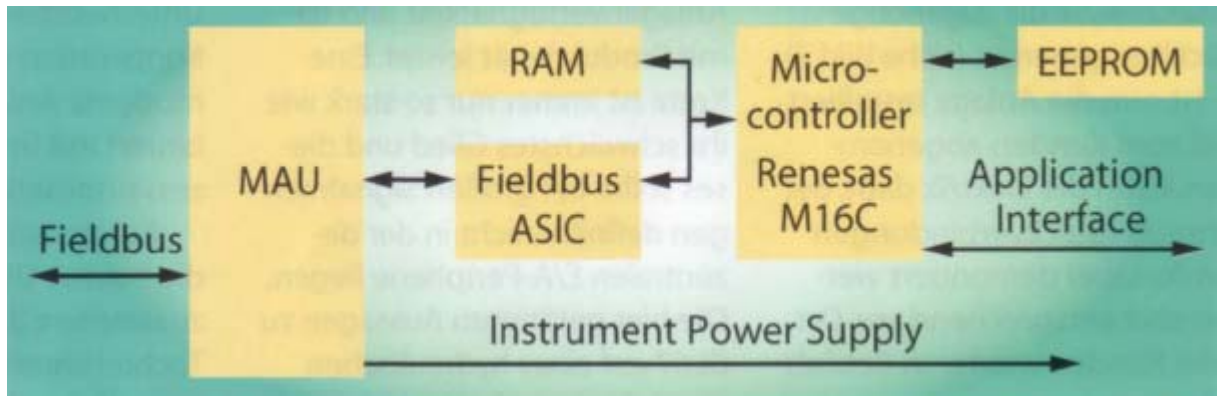 RAM
Micro-
controller
Renesas
M16C
EEPROM
MAU
Fieldbus
ASIC
Application
Interface
Fieldbus
Instrument Power Supply